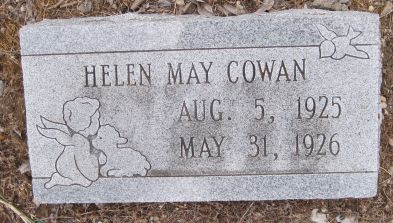 HELEN MAY COWAN
AUG. 5, 1925
MAY 31, 1926